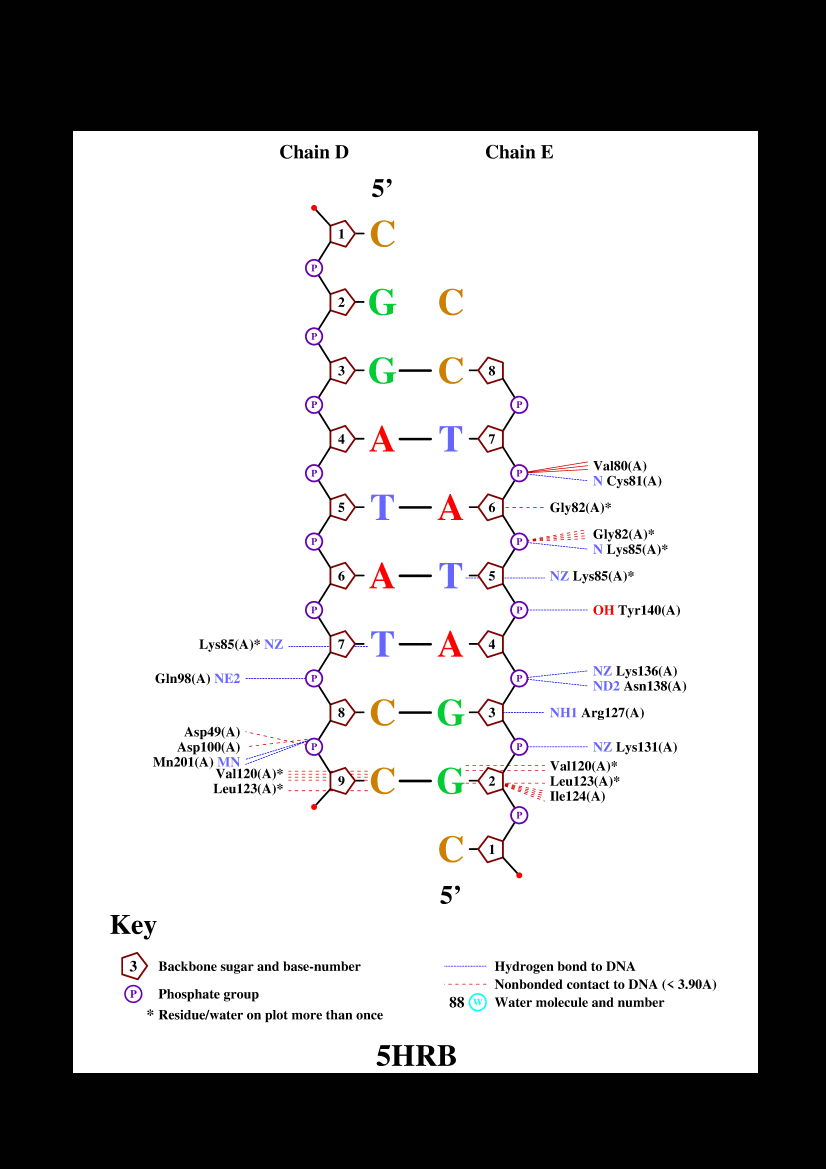 Chain D Chain E
5’
1 C
P
2 G C
P
3 G C 8
P P
4 A T 7
Val80(A)
P P
N Cys81(A)
5 T A 6 Gly82(A)*
Gly82(A)*
P P
N Lys85(A)*
6 A T 5 NZ Lys85(A)*
P P OH Tyr140(A)
Lys85(A)* NZ 7 T A 4
NZ Lys136(A)
Gln98(A) NE2 P P
ND2 Asn138(A)
8 C G 3 NH1 Arg127(A)
Asp49(A)
Asp100(A) P P NZ Lys131(A)
Mn201(A) MN
Val120(A)* Val120(A)*
9 C G 2 Leu123(A)*
Leu123(A)* Ile124(A)
P
C 1
5’
Key
3 Backbone sugar and base-number
P Phosphate group
* Residue/water on plot more than once
Hydrogen bond to DNA
Nonbonded contact to DNA (< 3.90A)
88 W Water molecule and number
5HRB